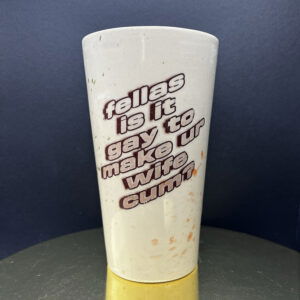 fellas
is it
gay to
make ur
wife
cum?